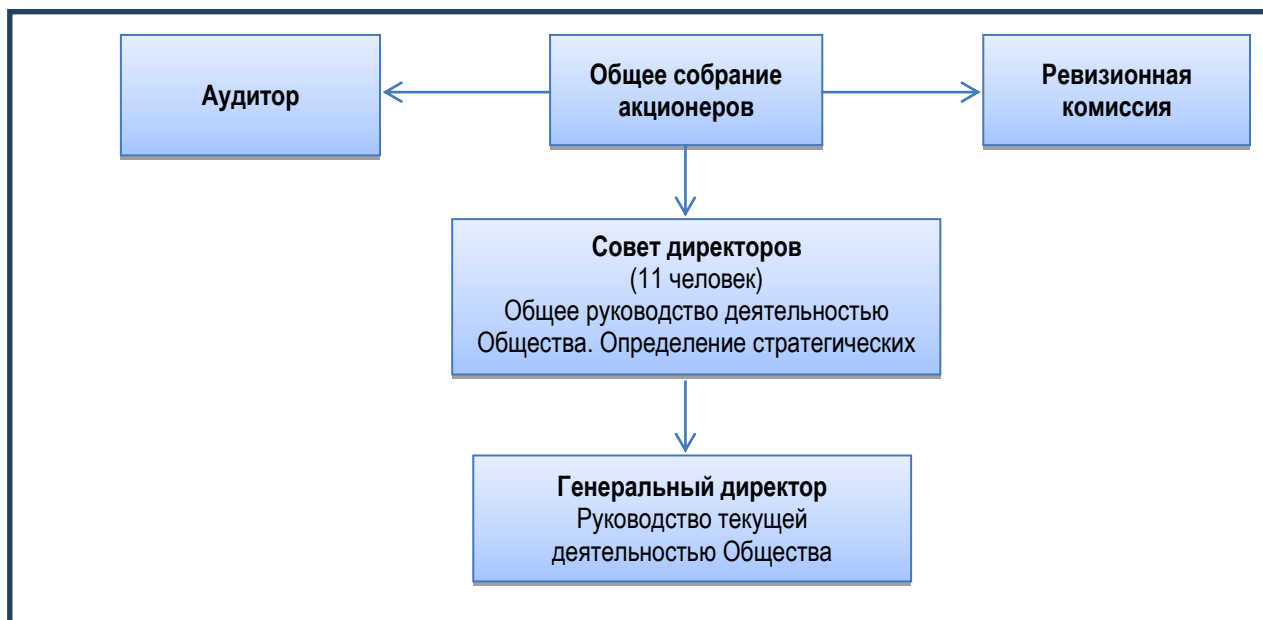 Аудитор
Общее собрание
акционеров
Ревизионная
комиссия
Совет директоров
(11 человек)
Общее руководство деятельностью
Общества. Определение стратегических
Генеральный директор
Руководство текущей
деятельностью Общества